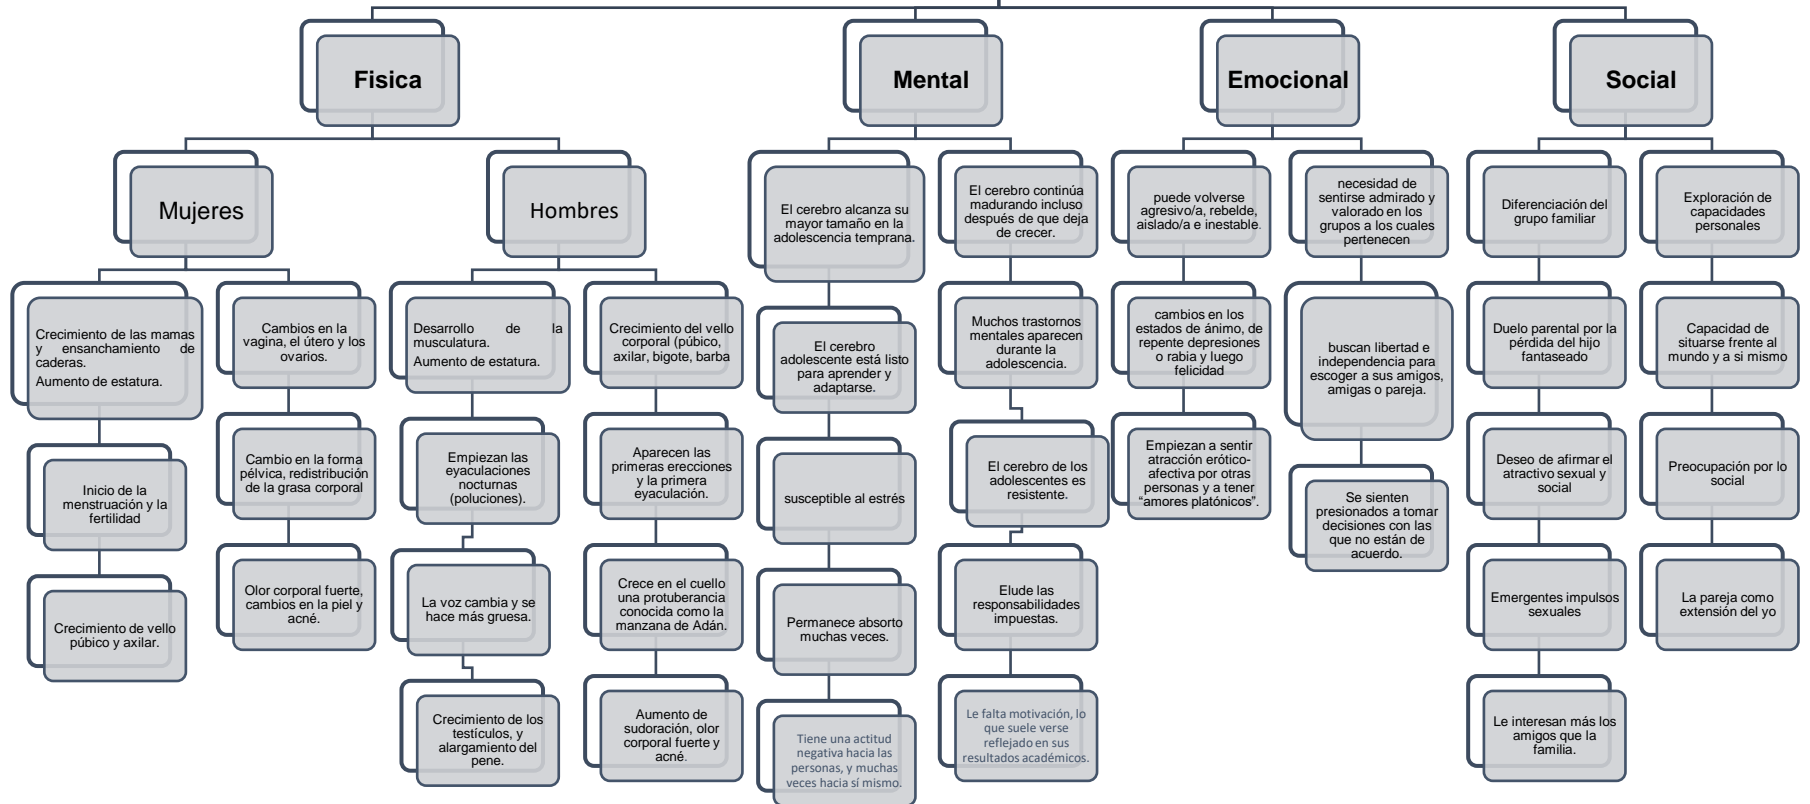 Fisica
Mental
Emocional
Social
Mujeres
Hombres
Crecimiento de las mamas
y ensanchamiento de
caderas.
Aumento de estatura.
Inicio de la
menstruación y la
fertilidad
Crecimiento de vello
púbico y axilar.
Cambios en la
vagina, el útero y los
ovarios.
Cambio en la forma
pélvica, redistribución
de la grasa corporal
Olor corporal fuerte,
cambios en la piel y
acné.
Desarrollo de la
musculatura.
Aumento de estatura.
Empiezan las
eyaculaciones
nocturnas
(poluciones).
La voz cambia y se
hace más gruesa.
Crecimiento de los
testículos, y
alargamiento del
pene.
Crecimiento del vello
corporal (púbico,
axilar, bigote, barba
Aparecen las
primeras erecciones
y la primera
eyaculación.
Crece en el cuello
una protuberancia
conocida como la
manzana de Adán.
Aumento de
sudoración, olor
corporal fuerte y
acné.
El cerebro alcanza su
mayor tamaño en la
adolescencia temprana.
El cerebro
adolescente está listo
para aprender y
adaptarse.
susceptible al estrés
Permanece absorto
muchas veces.
Tiene una actitud
negativa hacia las
personas, y muchas
veces hacia sí mismo.
El cerebro continúa
madurando incluso
después de que deja
de crecer.
Muchos trastornos
mentales aparecen
durante la
adolescencia.
El cerebro de los
adolescentes es
resistente.
Elude las
responsabilidades
impuestas.
Le falta motivación, lo
que suele verse
reflejado en sus
resultados académicos.
puede volverse
agresivo/a, rebelde,
aislado/a e inestable.
cambios en los
estados de ánimo, de
repente depresiones
o rabia y luego
felicidad
Empiezan a sentir
atracción erótico-
afectiva por otras
personas y a tener
“amores platónicos”.
necesidad de
sentirse admirado y
valorado en los
grupos a los cuales
pertenecen
buscan libertad e
independencia para
escoger a sus amigos,
amigas o pareja.
Se sienten
presionados a tomar
decisiones con las
que no están de
acuerdo.
Diferenciación del
grupo familiar
Duelo parental por la
pérdida del hijo
fantaseado
Deseo de afirmar el
atractivo sexual y
social
Emergentes impulsos
sexuales
Le interesan más los
amigos que la
familia.
Exploración de
capacidades
personales
Capacidad de
situarse frente al
mundo y a si mismo
Preocupación por lo
social
La pareja como
extensión del yo